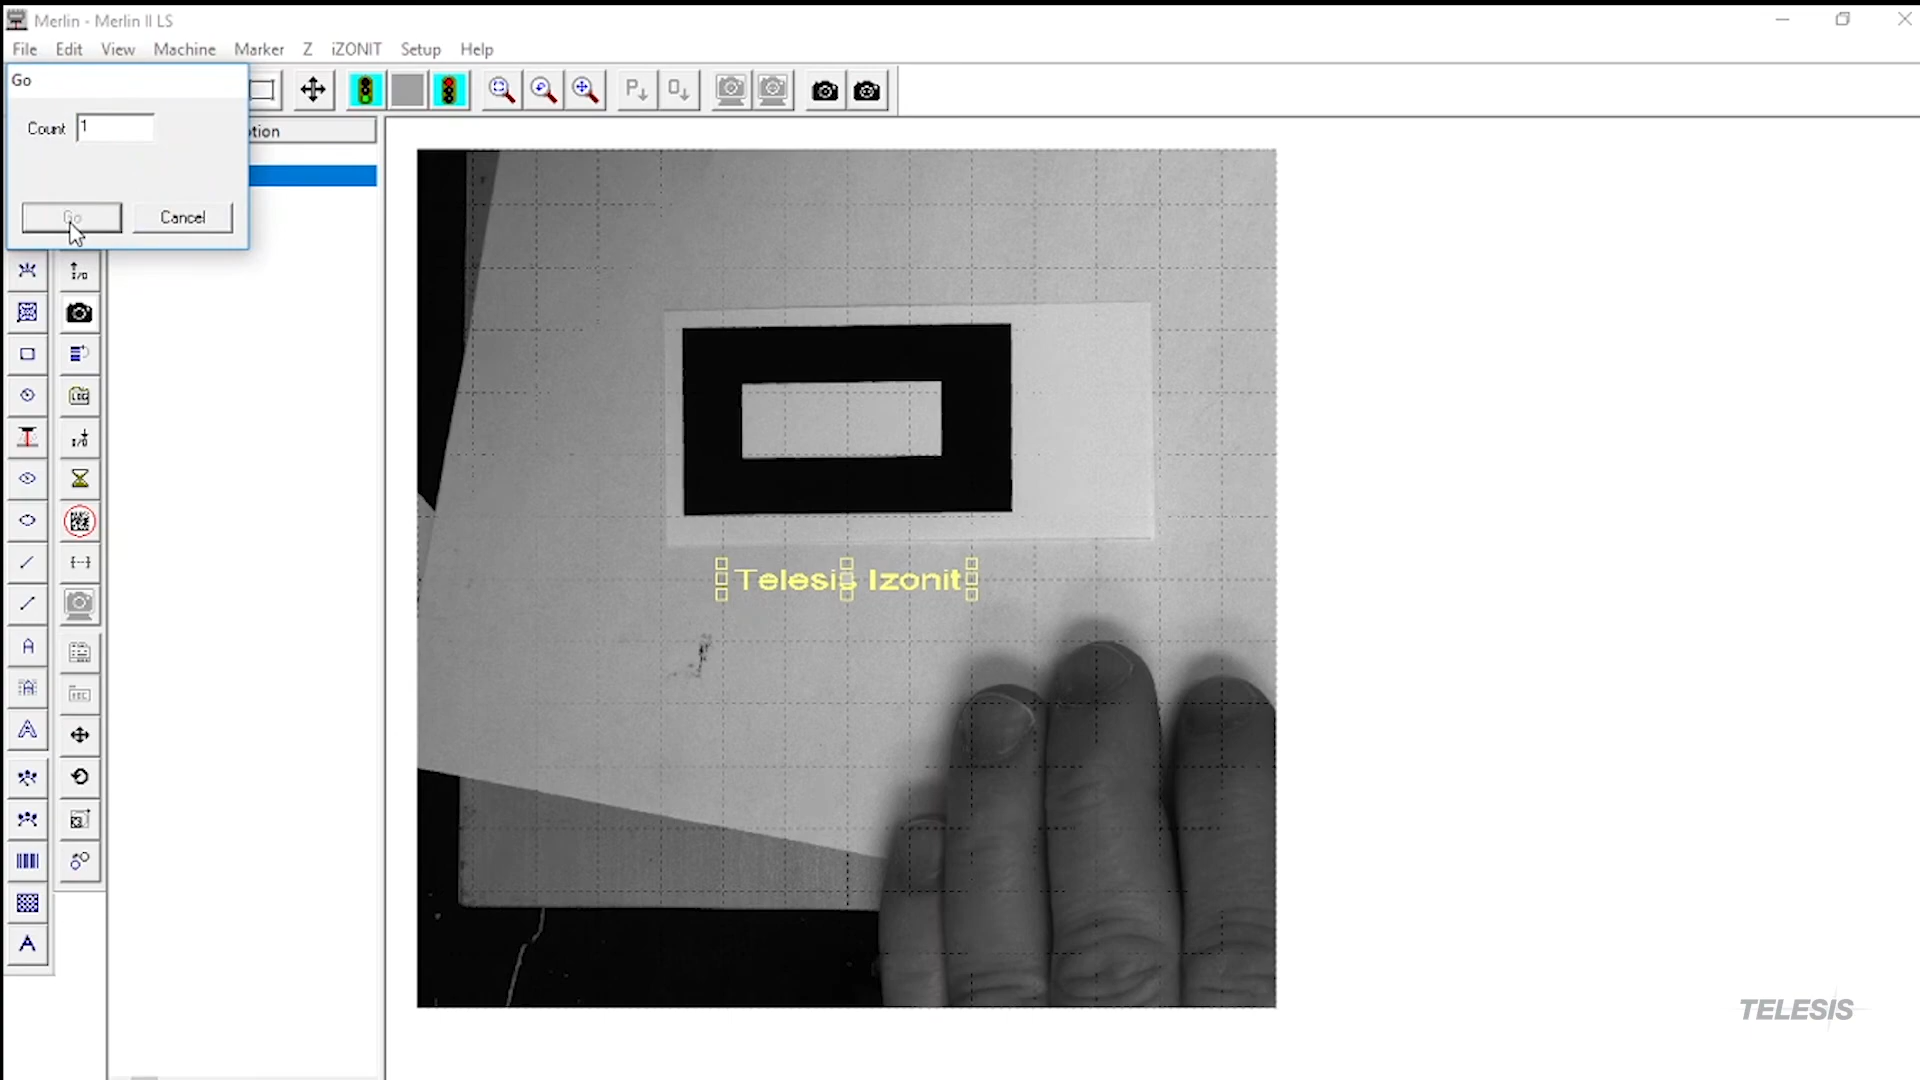 Merlin - Merlin II LS
File Edit View Machine Marker Z iZONIT Setup Help
Go
Count 1
Go Cancel
Telesis Izonit
TELESIS